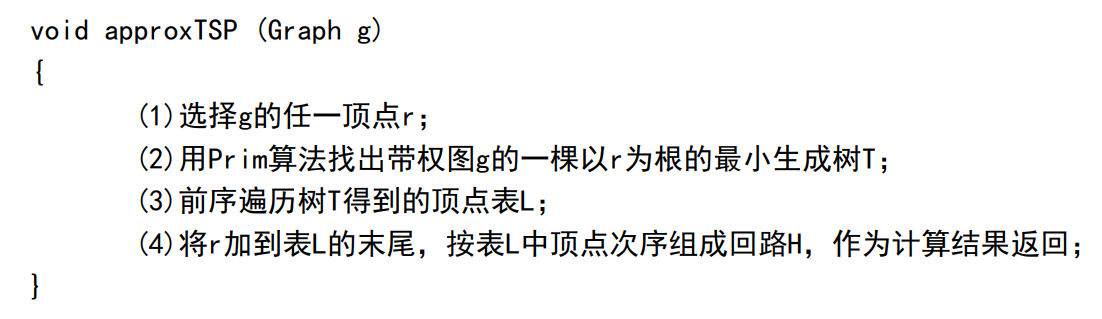 void approxTSP (Graph g)
{
(1)选择g的任一顶点r;
(2)用Prim算法找出带权图g的一棵以r为根的最小生成树T;
(3)前序遍历树T得到的顶点表L;
(4)将r加到表L的末尾，按表L中顶点次序组成回路H，作为计算结果返回;
}